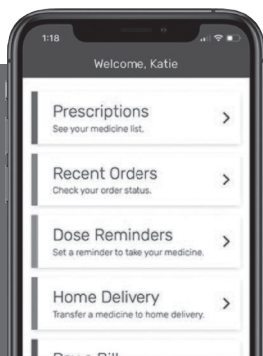 1:18
Welcome, Katie
Prescriptions
See your medicine list.
Recent Orders
Check your order status.
Dose Reminders
Set a reminder to take your medicine.
Home Delivery
Transfer a medicine to home delivery.